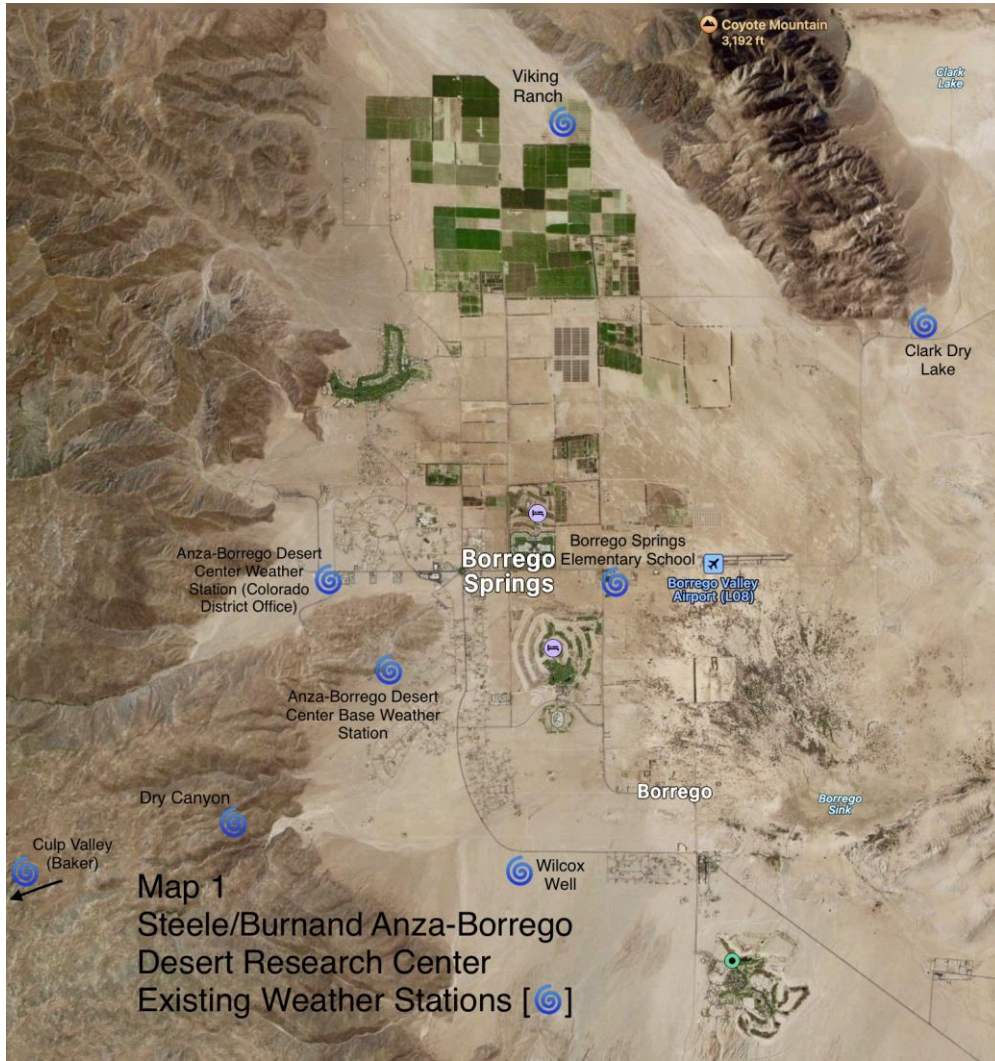 Coyote Mountain
3,192 ft
Clark
Lake
Viking
Ranch
Clark Dry
Lake
Anza-Borrego Desert
Center Weather
Station (Colorado
District Office)
Borrego
Springs
Borrego Springs
Elementary School
Borrego Valley
Airport (L08)
Anza-Borrego Desert
Center Base Weather
Station
Borrego
Borrego
Sink
Dry Canyon
Culp Valley
(Baker)
Wilcox
Well
Map 1
Steele/Burnand Anza-Borrego
Desert Research Center
Existing Weather Stations [🌀]